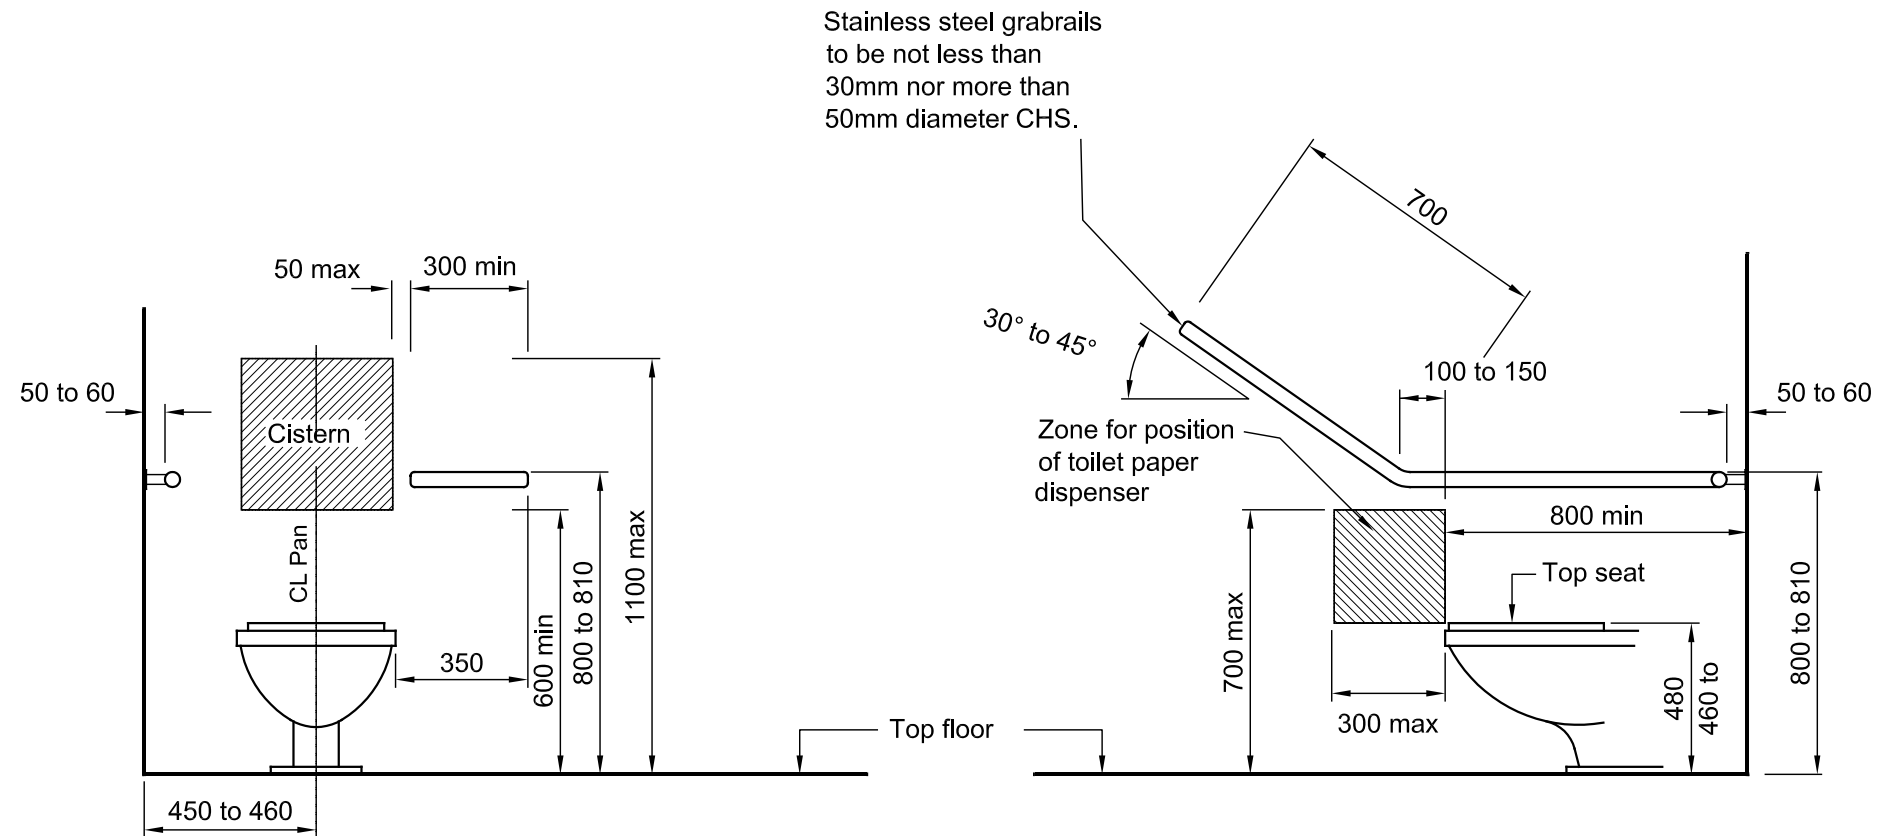 Stainless steel grabrails
to be not less than
30mm nor more than
50mm diameter CHS.
700
50 max
300 min
30° to 45°
100 to 150
50 to 60
50 to 60
Cistern
Zone for position
of toilet paper
dispenser
800 min
CL Pan
1100 max
800 to 810
600 min
Top seat
700 max
800 to 810
350
480
460 to
300 max
Top floor
450 to 460